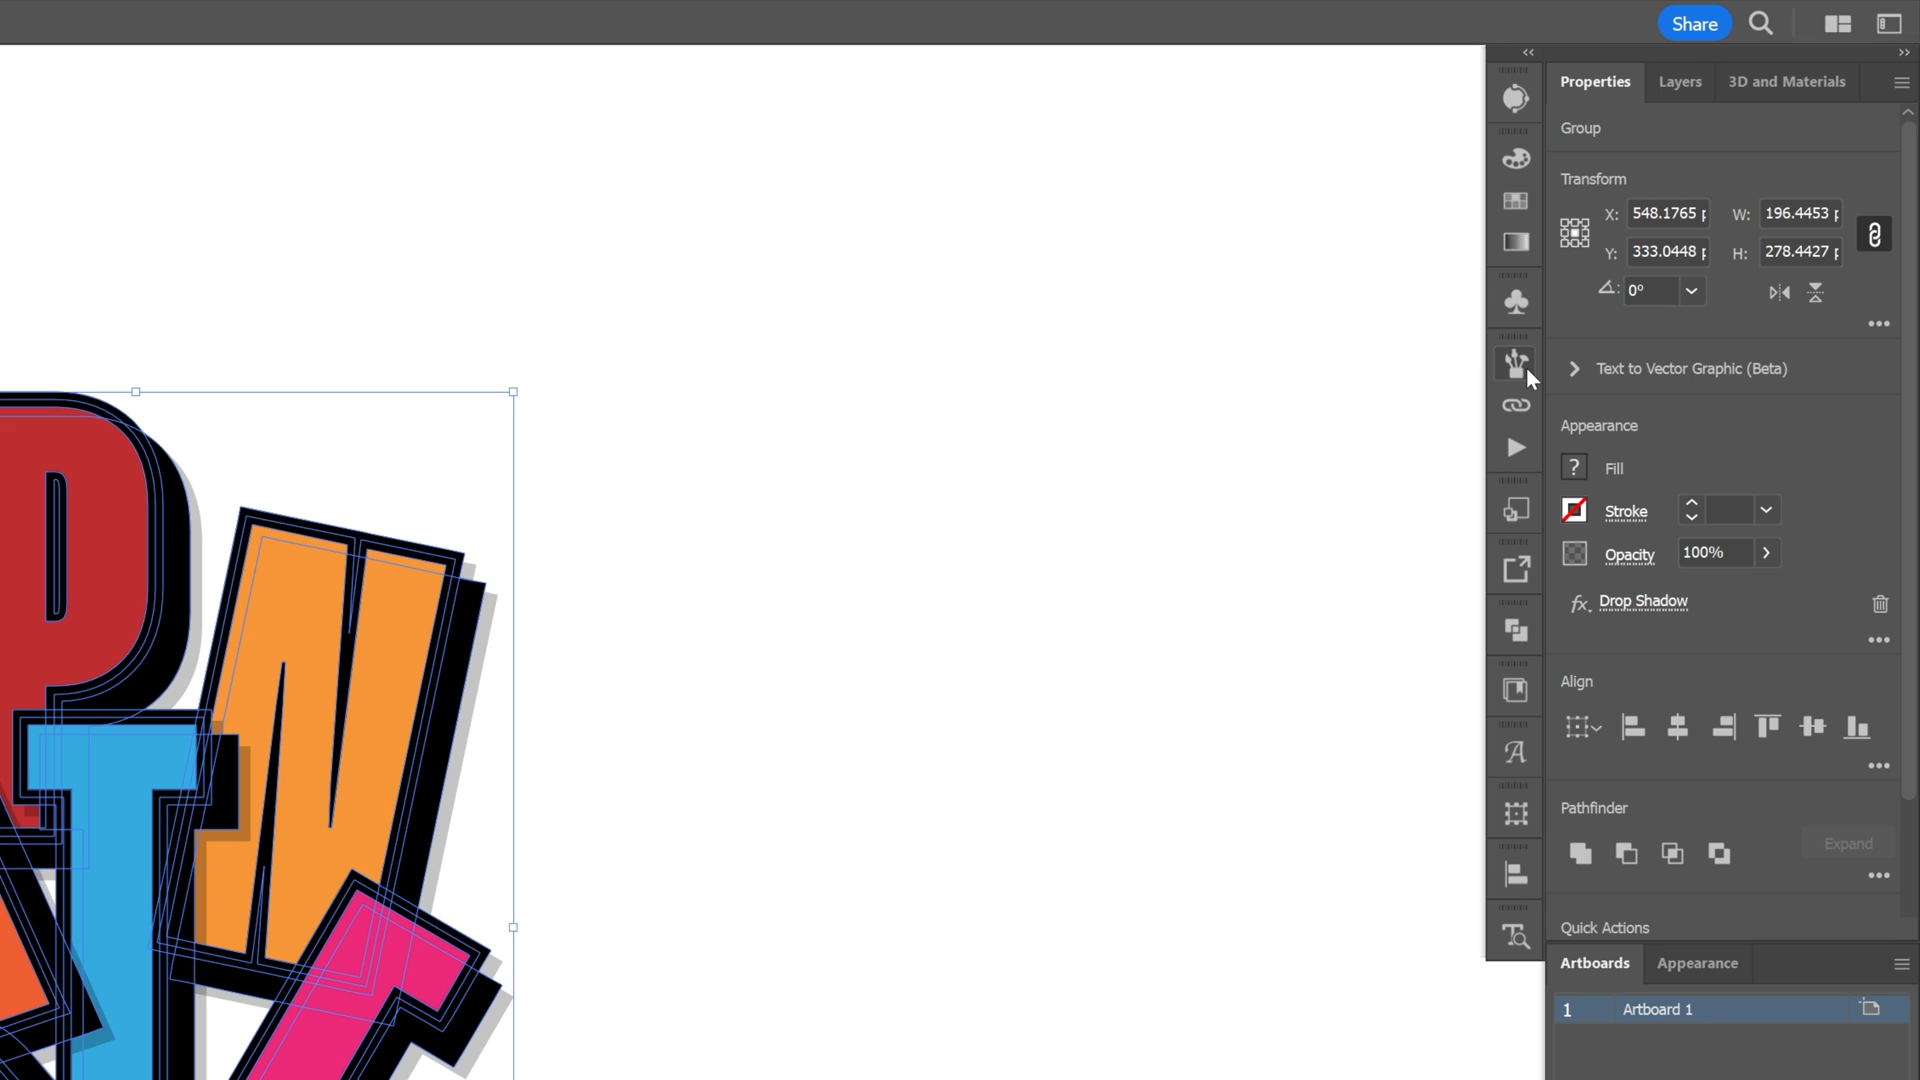 Share
Properties
Layers
3D and Materials
Group
Transform
X: 548.1765 p W: 196.4453 p
Y: 333.0448 p H: 278.4427 p
0°
Text to Vector Graphic (Beta)
Appearance
? Fill
Stroke
Opacity 100%
fx. Drop Shadow
Align
Pathfinder
Expand
Quick Actions
Artboards
Appearance
1 Artboard 1
P
N
T